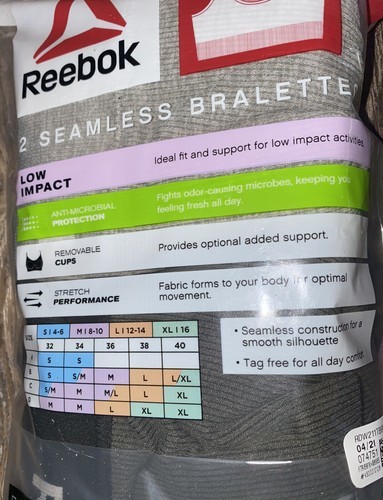 Reebok
2 SEAMLESS BRALETTE
LOW
IMPACT
Ideal fit and support for low impact activities
ANTI-MICROBIAL
PROTECTION
Fights odor-causing microbes, keeping you
feeling fresh all day.
REMOVABLE
CUPS
Provides optional added support.
STRETCH
PERFORMANCE
Fabric forms to your body for optimal
movement.
S | 4-6 M | 8-10 L | 12-14 XL | 16
32 34 36 38 40
A S S
B S S/M M L L/XL
C S/M M M/L L XL
D M M L XL XL
• Seamless construction for a
smooth silhouette
• Tag free for all day comfort
04/21